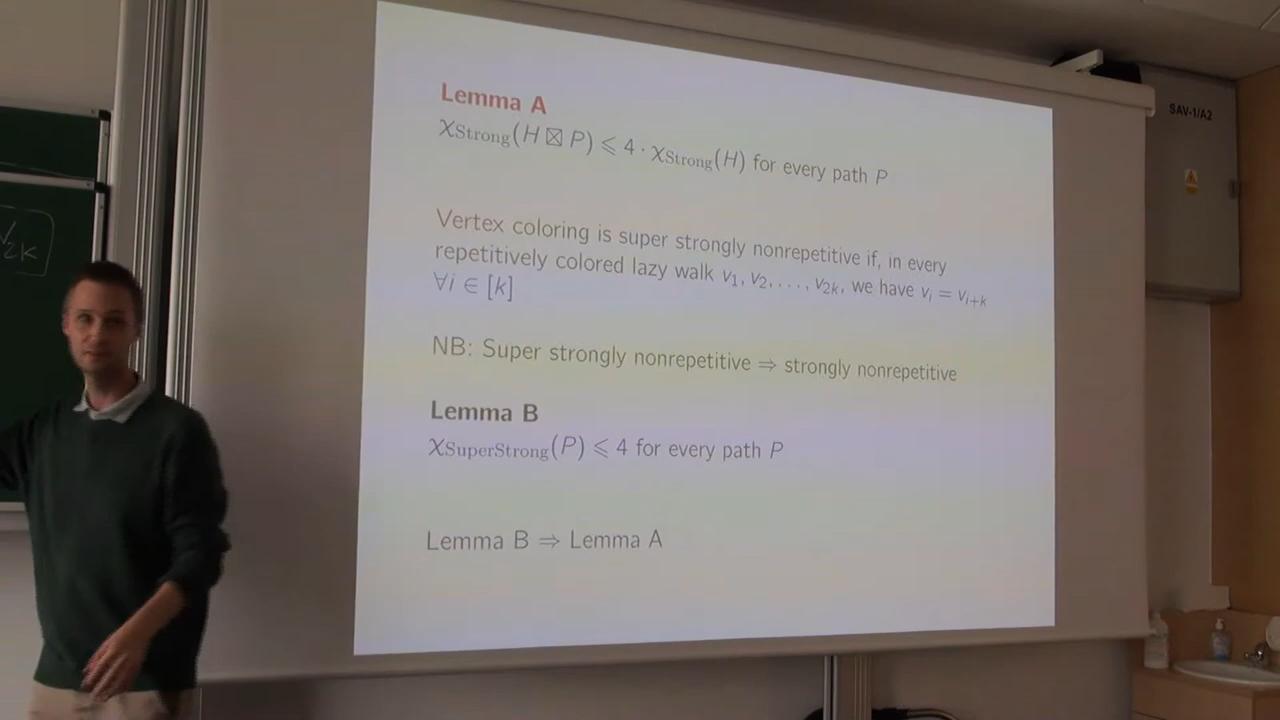 Lemma A
χStrong(H ⊠ P) ⩽ 4 · χStrong(H) for every path P
Vertex coloring is super strongly nonrepetitive if, in every
repetitively colored lazy walk v1, v2, . . . , v2k, we have vi = vi+k
∀i ∈ [k]
NB: Super strongly nonrepetitive ⇒ strongly nonrepetitive
Lemma B
χSuperStrong(P) ⩽ 4 for every path P
Lemma B ⇒ Lemma A
SAV-1/A2
V2k